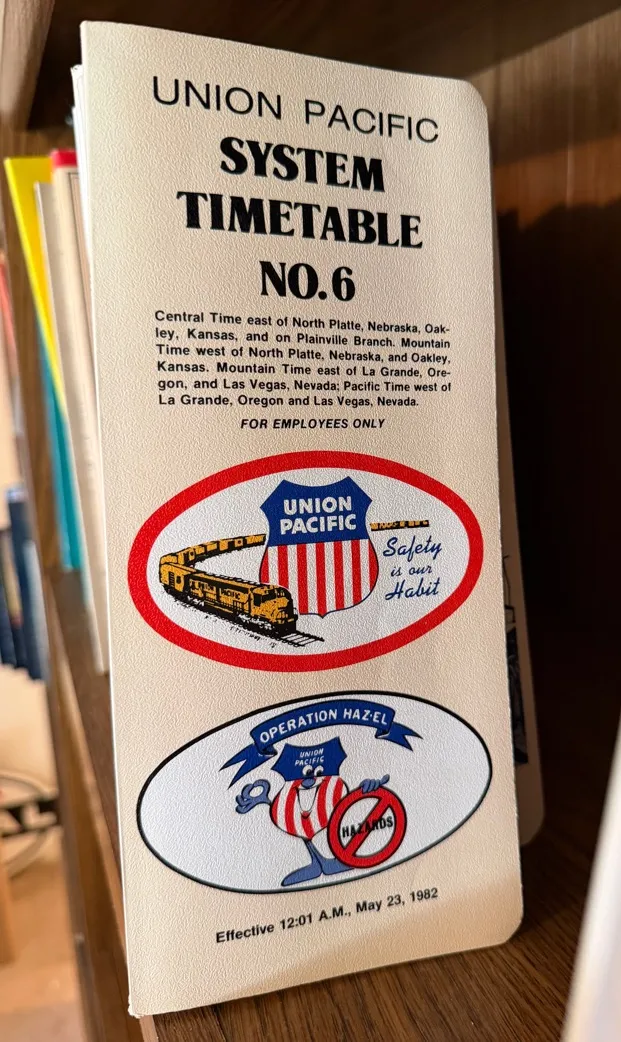 UNION PACIFIC
SYSTEM
TIMETABLE
NO.6
Central Time east of North Platte, Nebraska, Oak-
ley, Kansas, and on Plainville Branch. Mountain
Time west of North Platte, Nebraska, and Oakley,
Kansas. Mountain Time east of La Grande, Ore-
gon, and Las Vegas, Nevada; Pacific Time west of
La Grande, Oregon and Las Vegas, Nevada.
FOR EMPLOYEES ONLY
UNION
PACIFIC
Safety
is our
Habit
UNION PACIFIC
OPERATION HAZ-EL
UNION
PACIFIC
HAZARDS
Effective 12:01 A.M., May 23, 1982